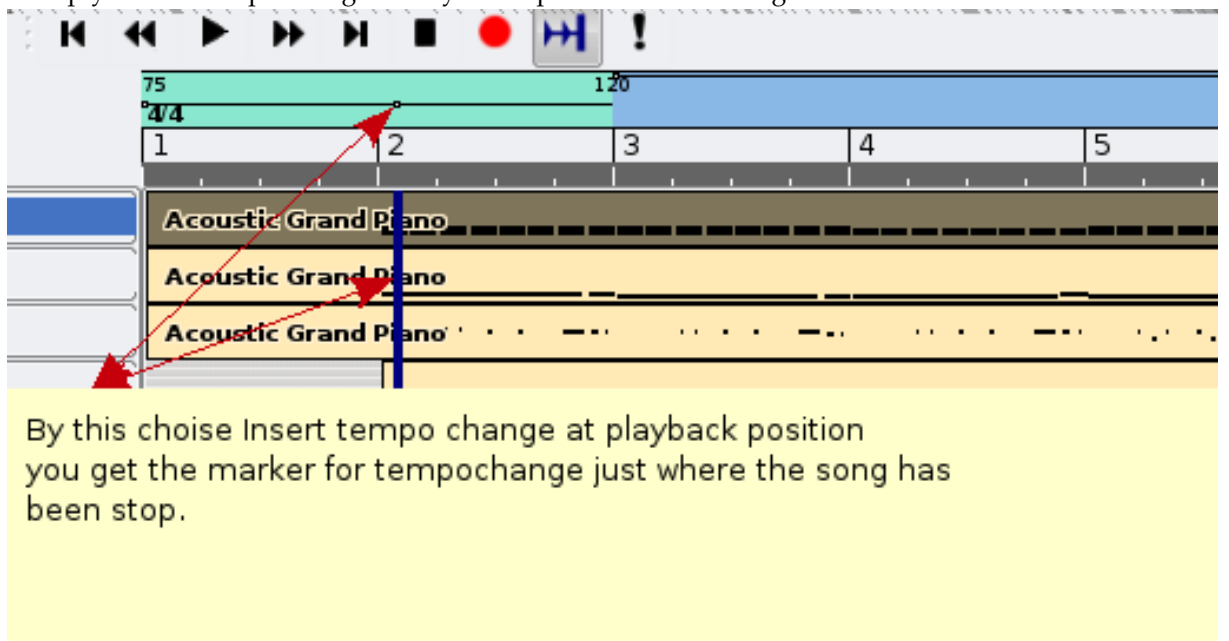 75
120
4/4
1 2 3 4 5
Acoustic Grand Piano
Acoustic Grand Piano
Acoustic Grand Piano
By this choise Insert tempo change at playback position
you get the marker for tempochange just where the song has
been stop.